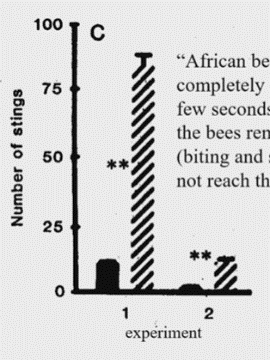 100
C
75
50
25
0
Number of stings
**
**
1 2
experiment
“African be
completely
few seconds
the bees ren
(biting and
not reach th